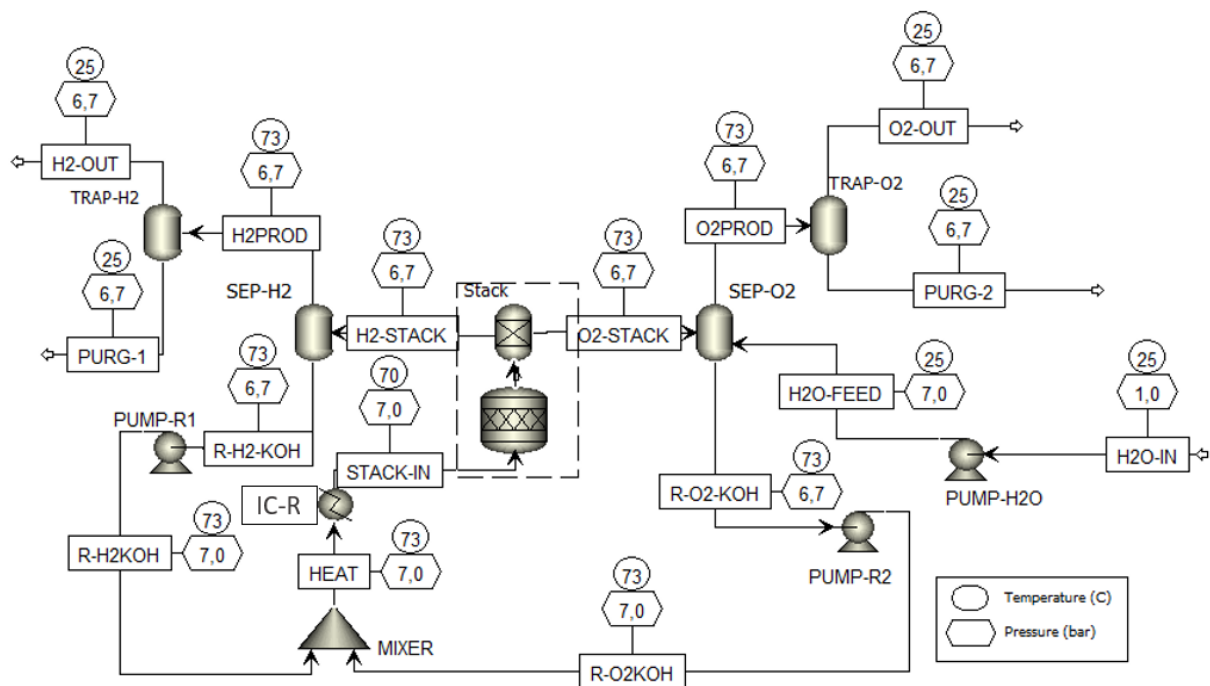 25
6,7
H2-OUT
TRAP-H2
73
6,7
H2PROD
25
6,7
PURG-1
SEP-H2
73
6,7
H2-STACK
Stack
73
6,7
O2-STACK
73
6,7
O2PROD
SEP-O2
25
6,7
O2-OUT
TRAP-O2
25
6,7
PURG-2
73
6,7
R-H2-KOH
PUMP-R1
70
7,0
STACK-IN
IC-R
H2O-FEED
25
7,0
25
1,0
H2O-IN
PUMP-H2O
R-O2-KOH
73
6,7
PUMP-R2
R-H2KOH
73
7,0
HEAT
73
7,0
MIXER
73
7,0
R-O2KOH
Temperature (C)
Pressure (bar)